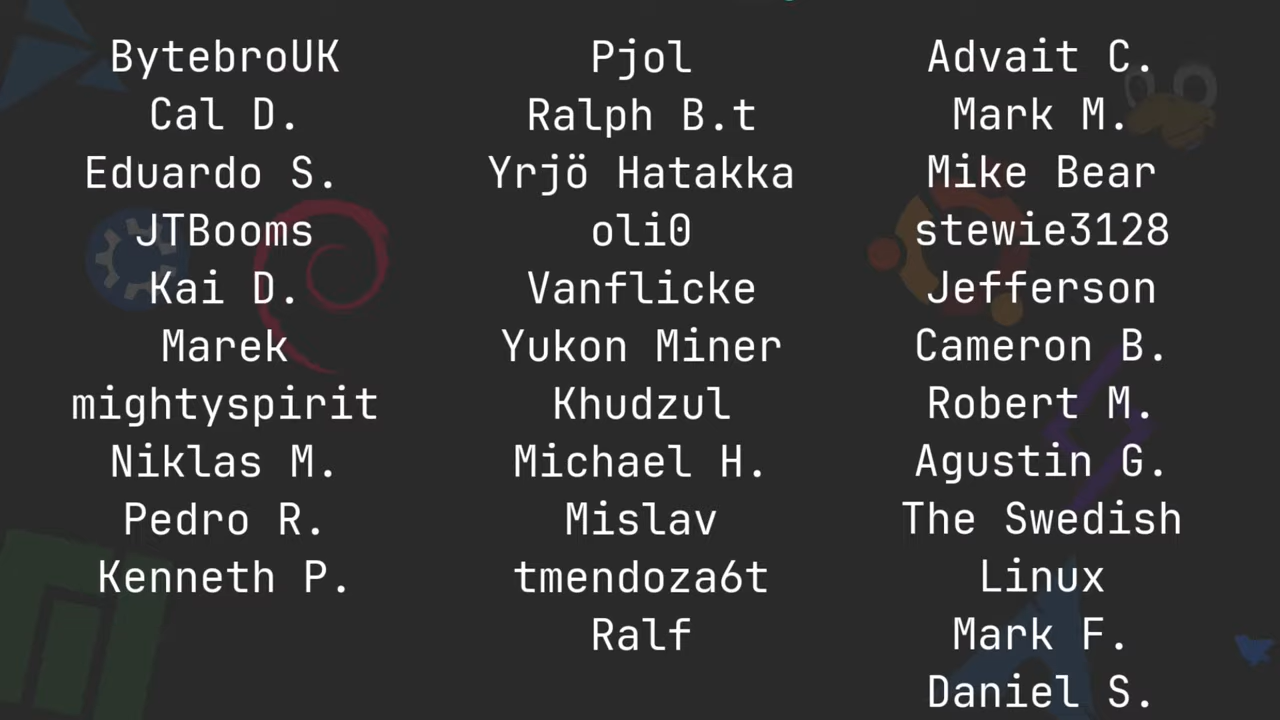 BytebroUK
Cal D.
Eduardo S.
JTBooms
Kai D.
Marek
mightyspirit
Niklas M.
Pedro R.
Kenneth P.
Pjol
Ralph B.t
Yrjö Hatakka
oli0
Vanflicke
Yukon Miner
Khudzul
Michael H.
Mislav
tmendoza6t
Ralf
Advait C.
Mark M.
Mike Bear
stewie3128
Jefferson
Cameron B.
Robert M.
Agustin G.
The Swedish
Linux
Mark F.
Daniel S.